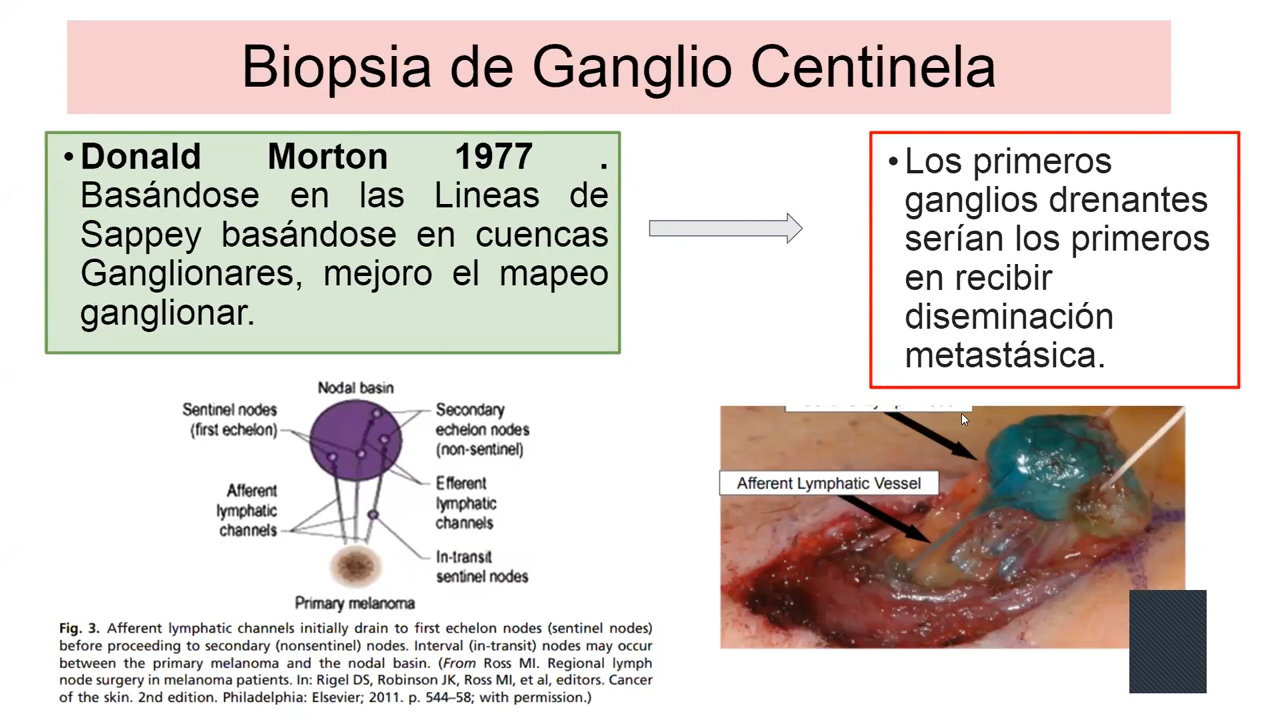 Biopsia de Ganglio Centinela
•Donald Morton 1977 .
Basándose en las Lineas de
Sappey basándose en cuencas
Ganglionares, mejoro el mapeo
ganglionar.
•Los primeros
ganglios drenantes
serían los primeros
en recibir
diseminación
metastásica.
Nodal basin
Sentinel nodes
(first echelon)
Secondary
echelon nodes
(non-sentinel)
Afferent
lymphatic
channels
Efferent
lymphatic
channels
In-transit
sentinel nodes
Primary melanoma
Fig. 3. Afferent lymphatic channels initially drain to first echelon nodes (sentinel nodes)
before proceeding to secondary (nonsentinel) nodes. Interval (in-transit) nodes may occur
between the primary melanoma and the nodal basin. (From Ross MI. Regional lymph
node surgery in melanoma patients. In: Rigel DS, Robinson JK, Ross MI, et al, editors. Cancer
of the skin. 2nd edition. Philadelphia: Elsevier; 2011. p. 544–58; with permission.)
Afferent Lymphatic Vessel